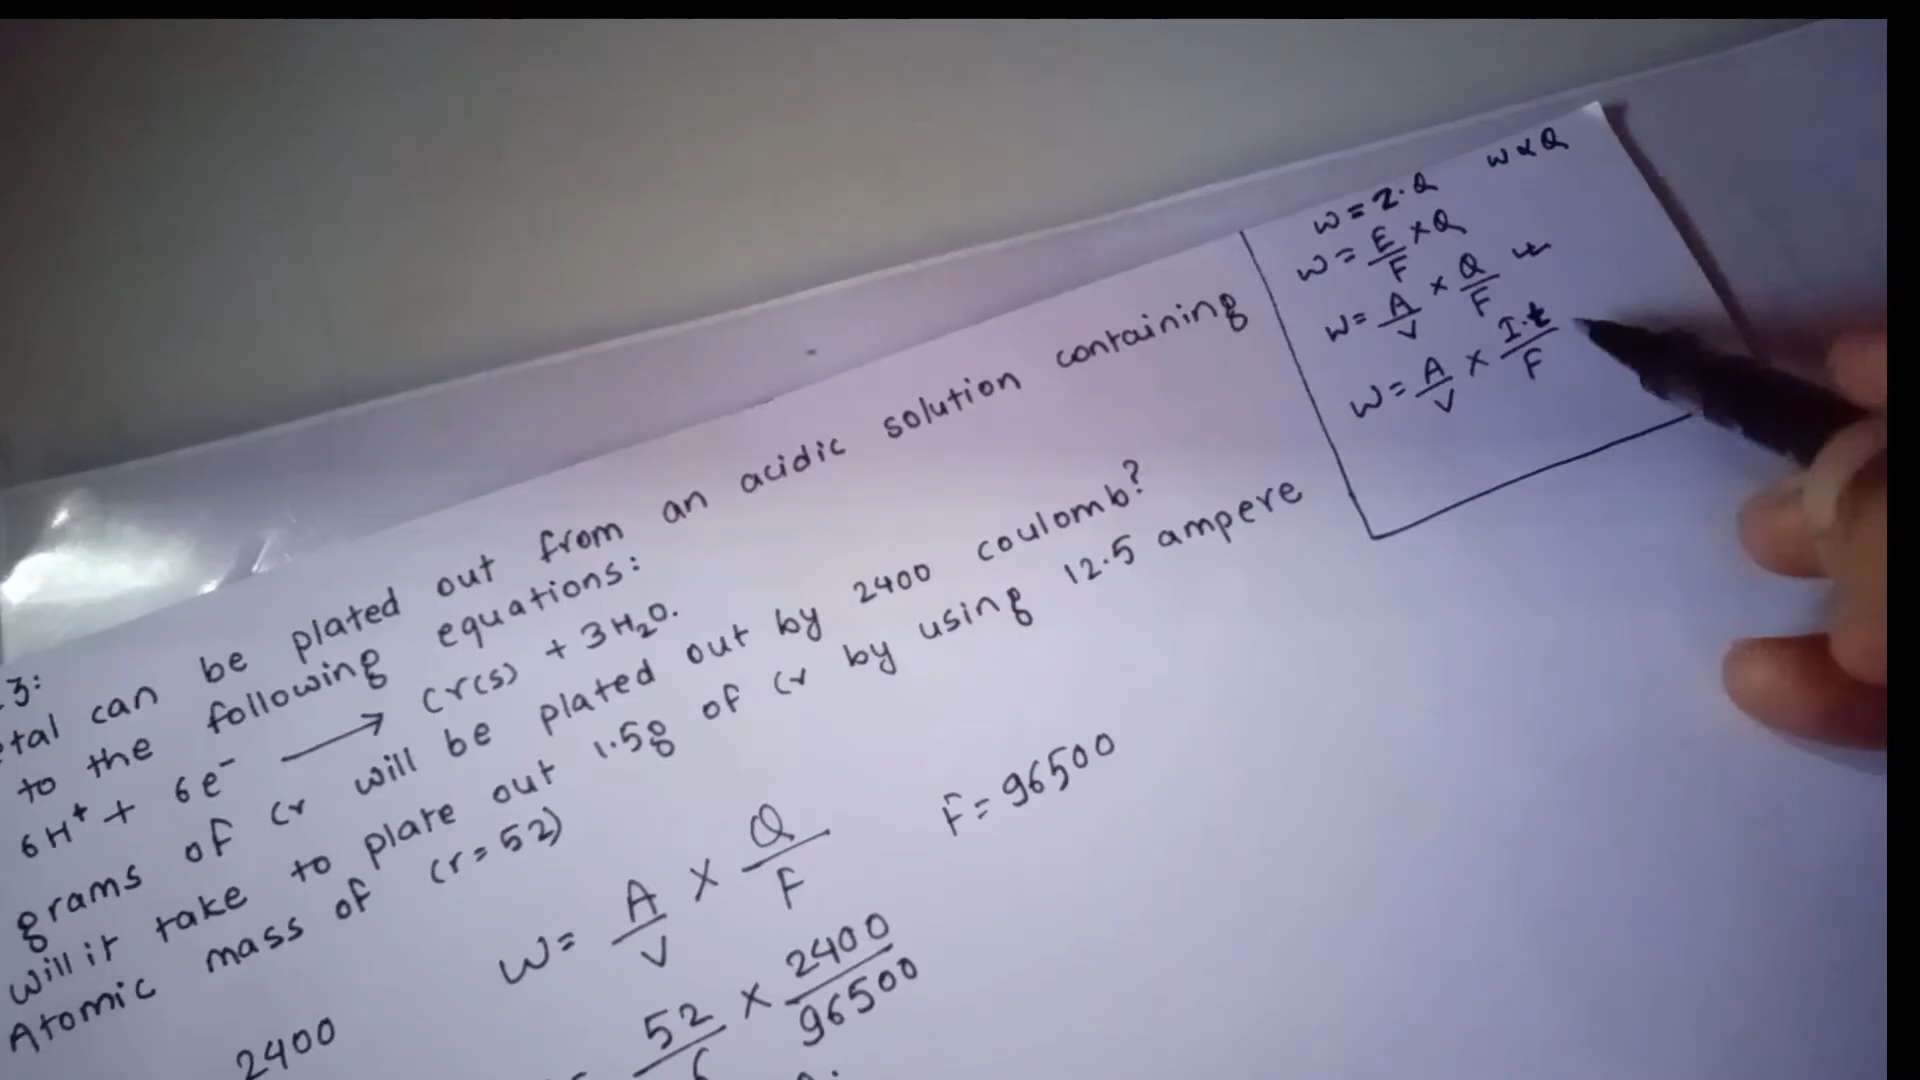 .3:
etal can be plated out from an acidic solution containing
to the following equations:
6H⁺ + 6e⁻ ⟶ Cr(s) + 3H₂O.
grams of Cr will be plated out by 2400 coulomb?
will it take to plate out 1.5g of Cr by using 12.5 ampere
Atomic mass of Cr = 52)
2400
W = A/V × Q/F
F = 96500
= 52/6 × 2400/96500
W ∝ Q
W = Z·Q
W = E/F × Q
W = A/V × Q/F
W = A/V × I·t/F